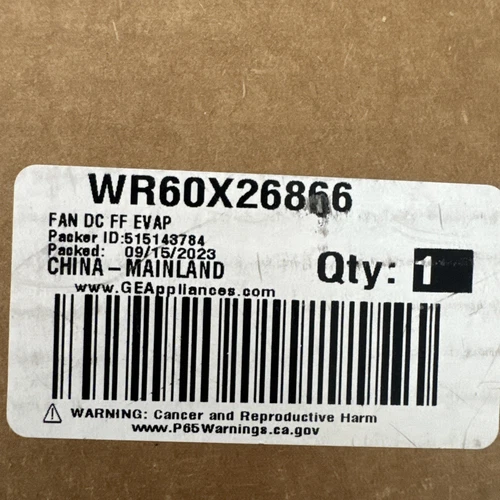 WR60X26866
FAN DC FF EVAP
Packer ID:515143784
Packed: 09/15/2023
CHINA-MAINLAND
Qty: 1
www.GEAppliances.com
WARNING: Cancer and Reproductive Harm
www.P65Warnings.ca.gov